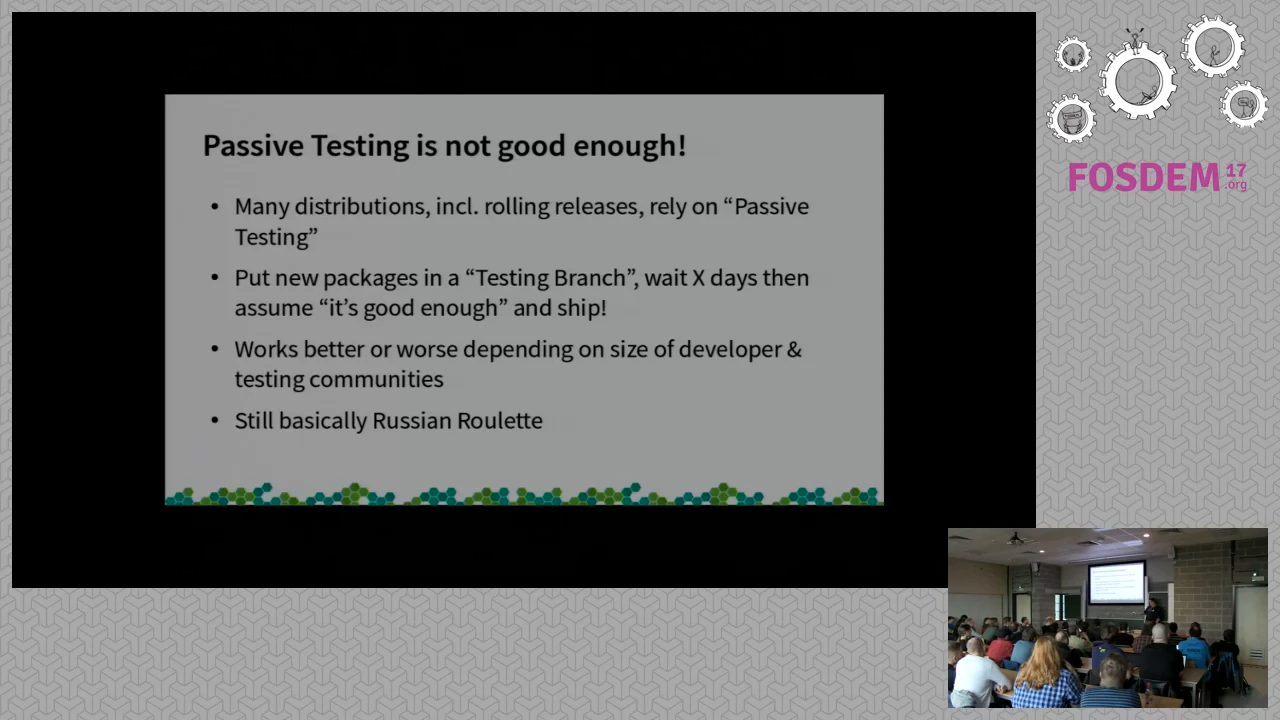 Passive Testing is not good enough!
• Many distributions, incl. rolling releases, rely on “Passive
Testing”
• Put new packages in a “Testing Branch”, wait X days then
assume “it’s good enough” and ship!
• Works better or worse depending on size of developer &
testing communities
• Still basically Russian Roulette
FOSDEM 17
.org